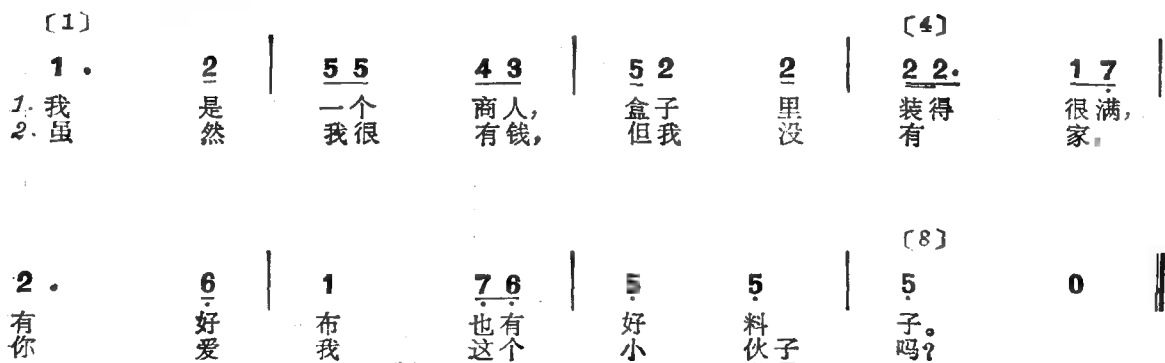 〔1〕 〔4〕
1. 2 | 5 5 4 3 | 5 2 2 | 2 2. 1 7 |
1. 我 是 一个 商人, 盒子 里 装得 很满,
2. 虽 然 我很 有钱, 但我 没 有 家。
〔8〕
2. 6 | 1 7 6 | 5 5 | 5 0 ‖
有 好 布 也有 好 料 子。
你 爱 我 这个 小 伙子 吗?